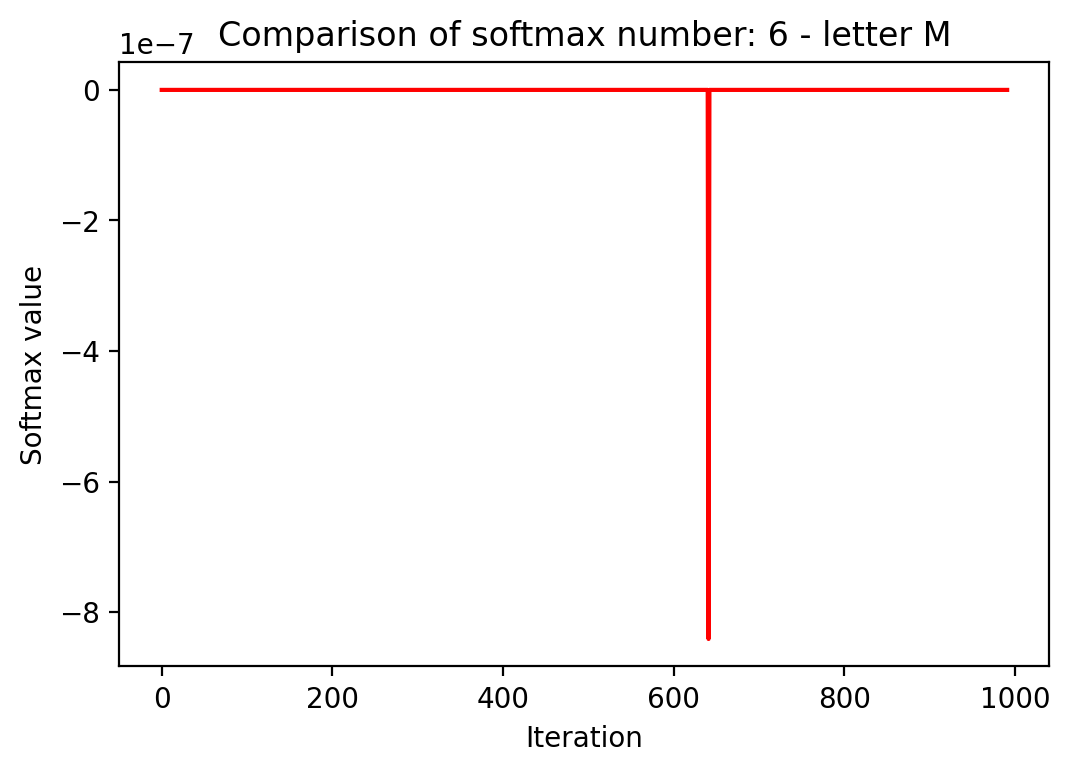 Comparison of softmax number: 6 - letter M
1e−7
0
−2
−4
−6
−8
Softmax value
0 200 400 600 800 1000
Iteration